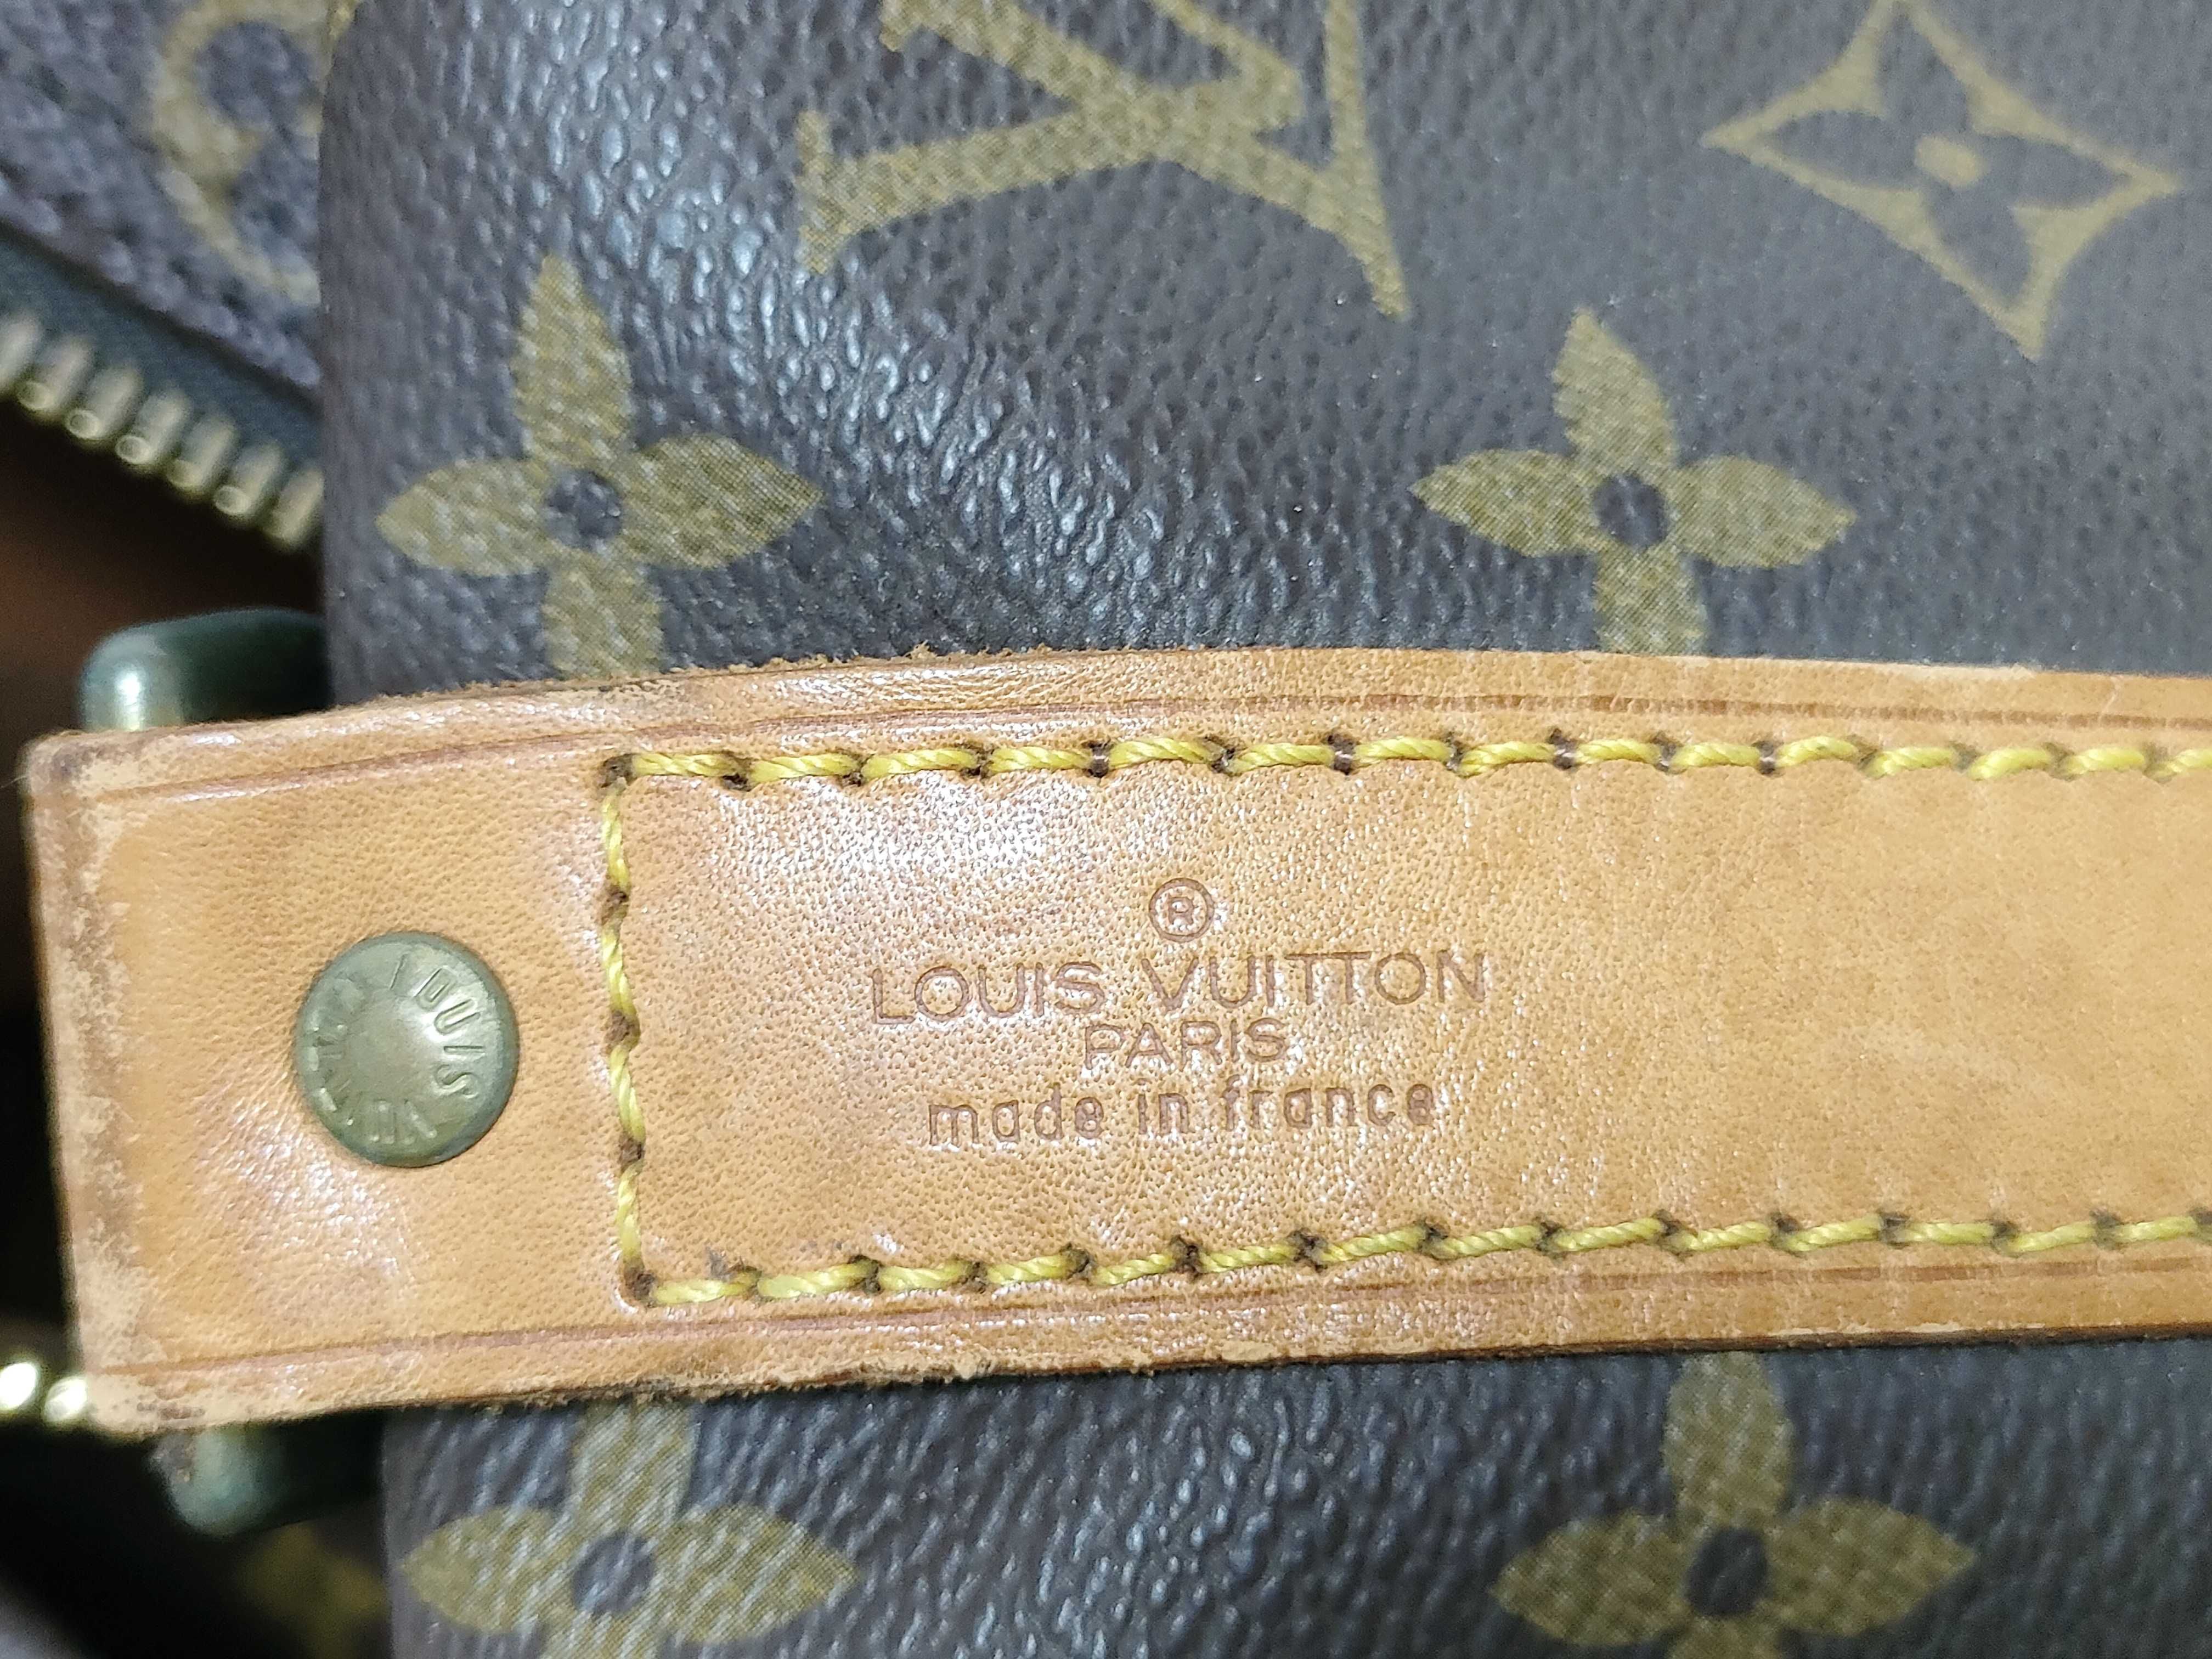 ®
LOUIS VUITTON
PARIS
made in france
LOUIS VUITTON